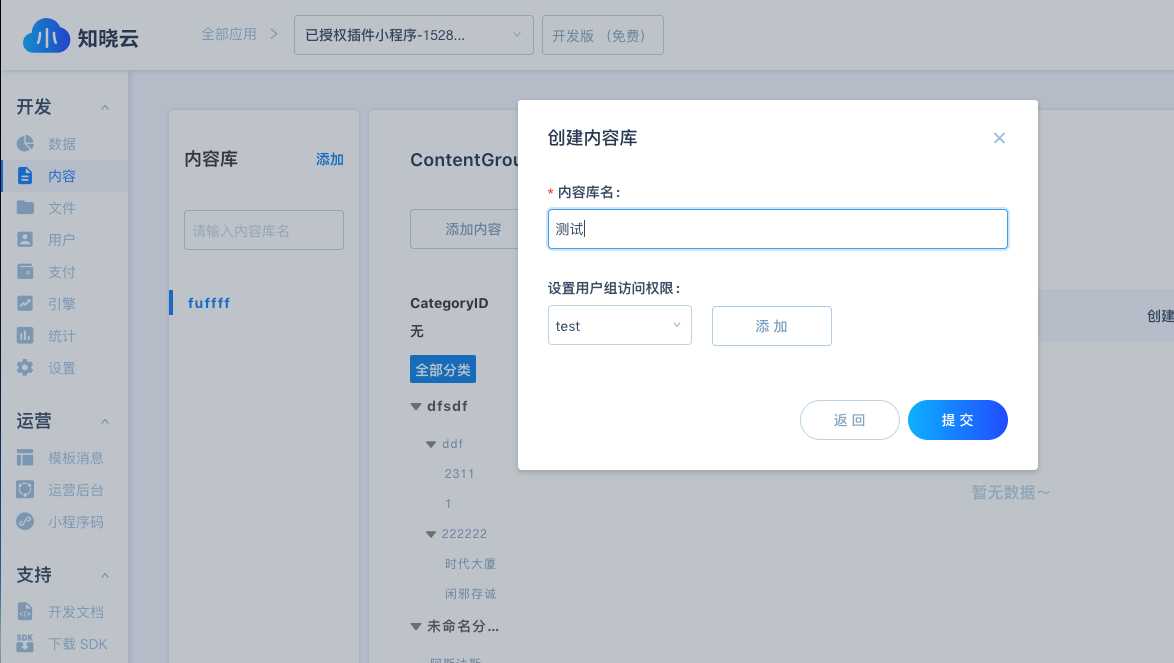 知晓云
全部应用
已授权插件小程序-1528...
开发版 （免费）
开发
数据
内容
文件
用户
支付
引擎
统计
设置
运营
模板消息
运营后台
小程序码
支持
开发文档
SDK
下载 SDK
内容库
添加
请输入内容库名
fuffff
ContentGrou
添加内容
CategoryID
无
全部分类
dfsdf
ddf
2311
1
222222
时代大厦
闲邪存诚
未命名分...
阿斯达斯
创建内容库
* 内容库名：
测试
设置用户组访问权限：
test
添 加
返 回
提 交
创建
暂无数据～